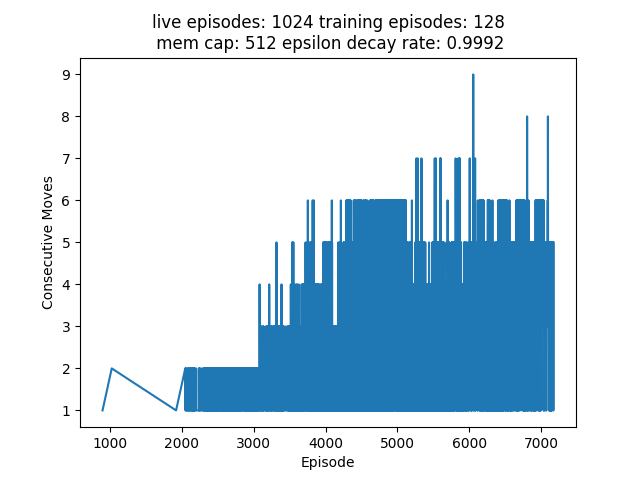 live episodes: 1024 training episodes: 128
mem cap: 512 epsilon decay rate: 0.9992
9
8
7
6
5
4
3
2
1
Consecutive Moves
1000 2000 3000 4000 5000 6000 7000
Episode